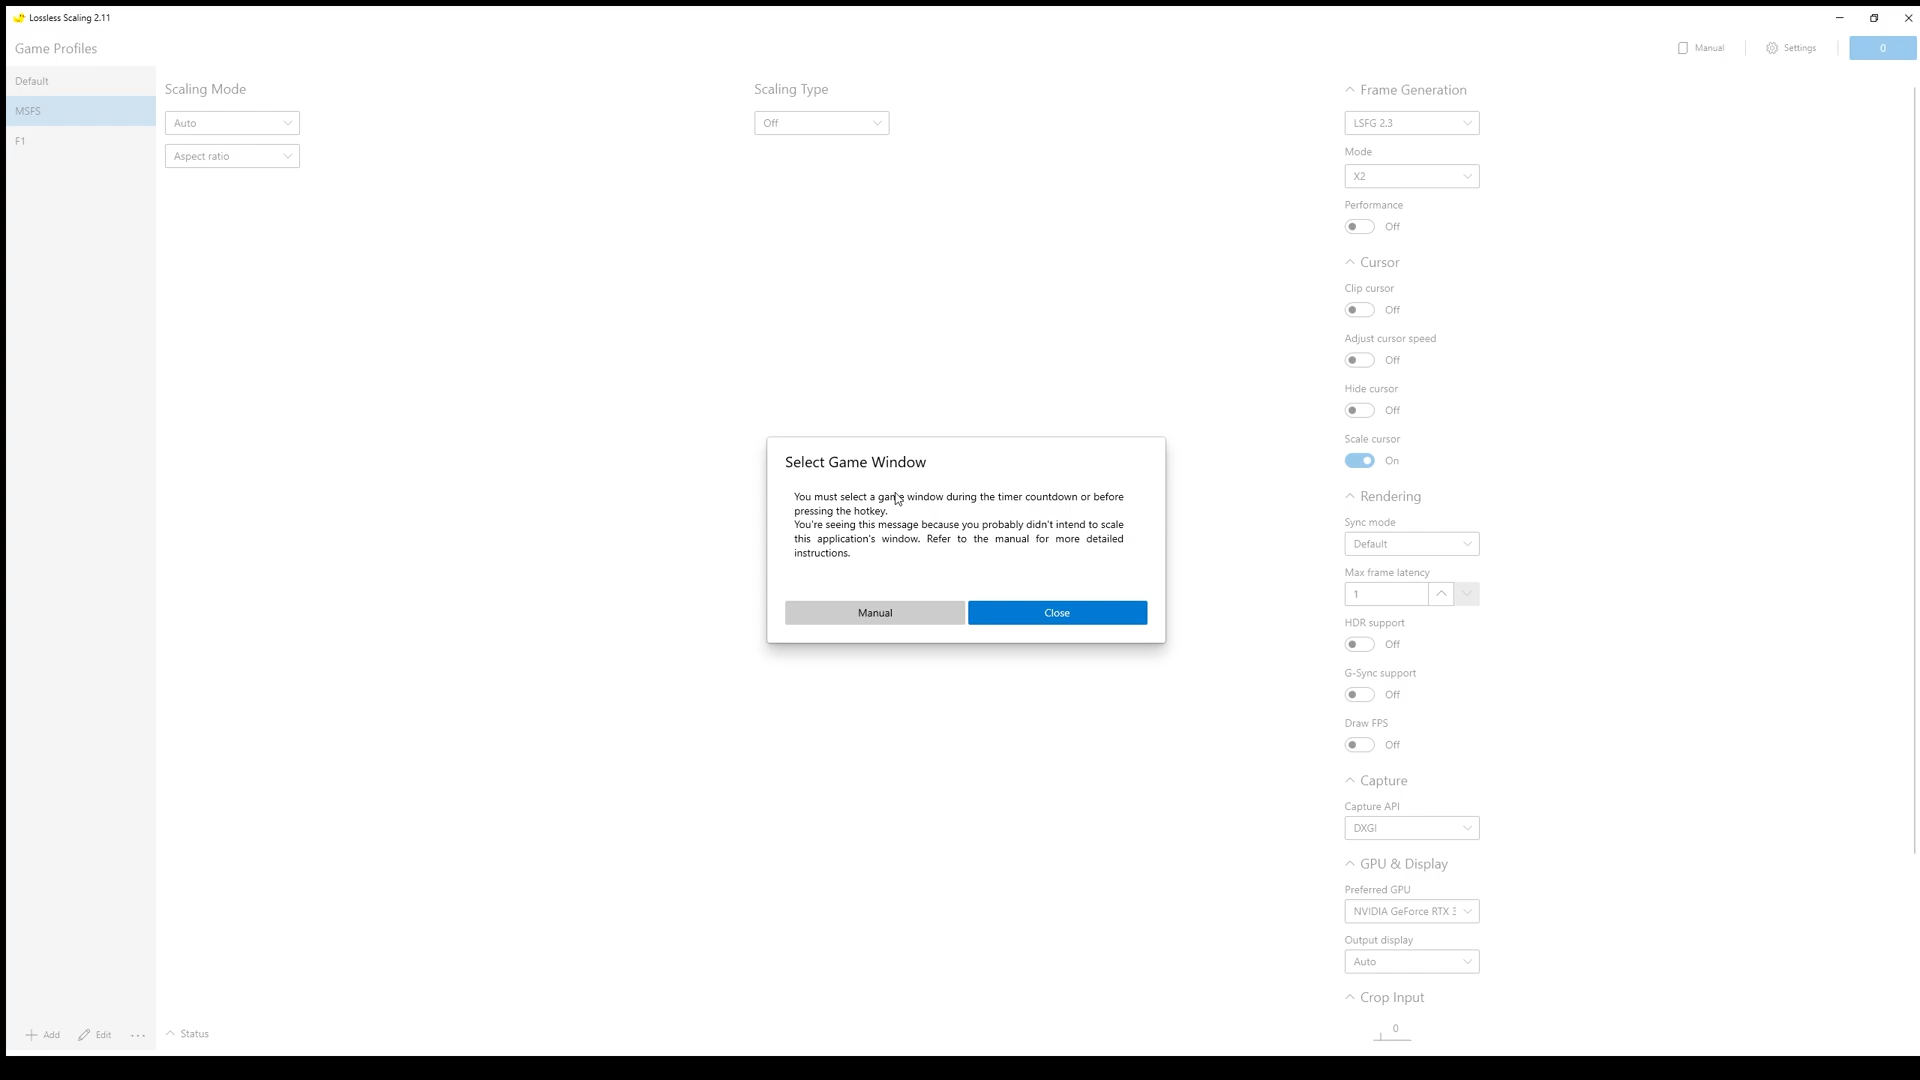 Lossless Scaling 2.11
Game Profiles
Manual
Settings
0
Default
MSFS
F1
Scaling Mode
Auto
Aspect ratio
Scaling Type
Off
Frame Generation
LSFG 2.3
Mode
X2
Performance
Off
Cursor
Clip cursor
Off
Adjust cursor speed
Off
Hide cursor
Off
Scale cursor
On
Rendering
Sync mode
Default
Max frame latency
1
HDR support
Off
G-Sync support
Off
Draw FPS
Off
Capture
Capture API
DXGI
GPU & Display
Preferred GPU
NVIDIA GeForce RTX
Output display
Auto
Crop Input
0
Select Game Window
You must select a game window during the timer countdown or before
pressing the hotkey.
You're seeing this message because you probably didn't intend to scale
this application's window. Refer to the manual for more detailed
instructions.
Manual
Close
Add
Edit
Status